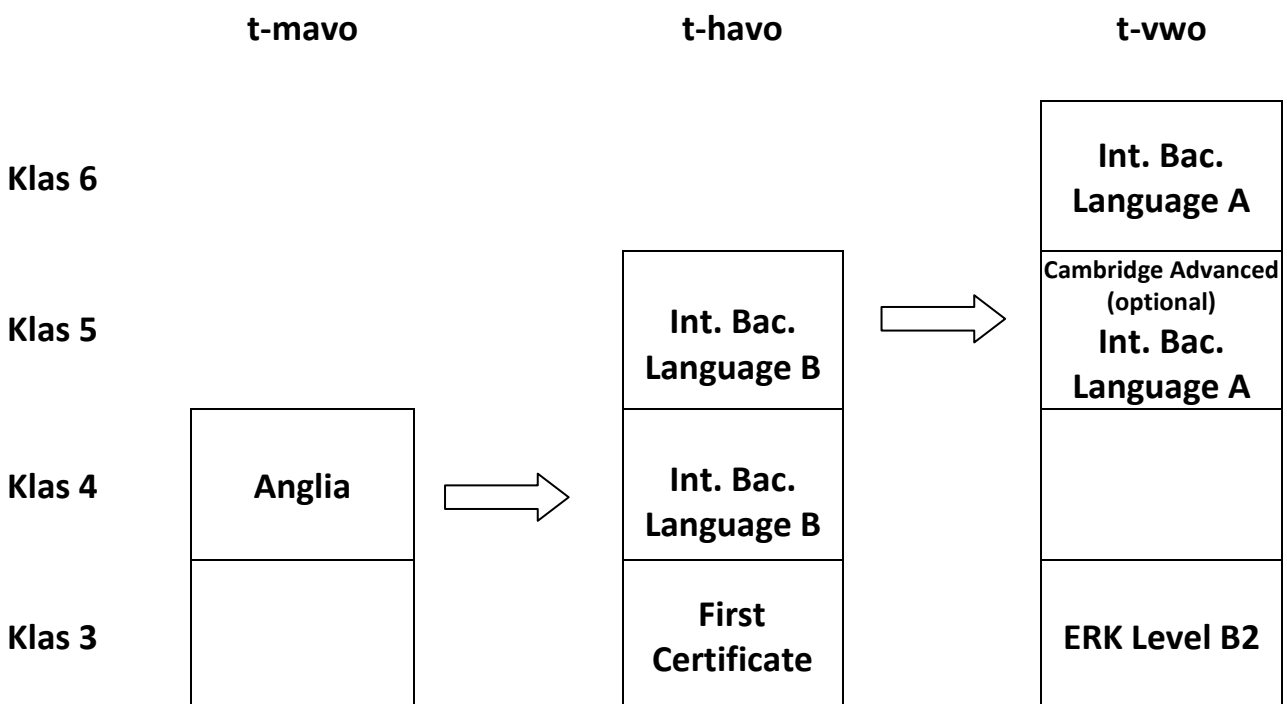 t-mavo t-havo t-vwo
Klas 6
Int. Bac.
Language A
Klas 5
Int. Bac.
Language B
Cambridge Advanced
(optional)
Int. Bac.
Language A
Klas 4
Anglia
Int. Bac.
Language B
Klas 3
First
Certificate
ERK Level B2